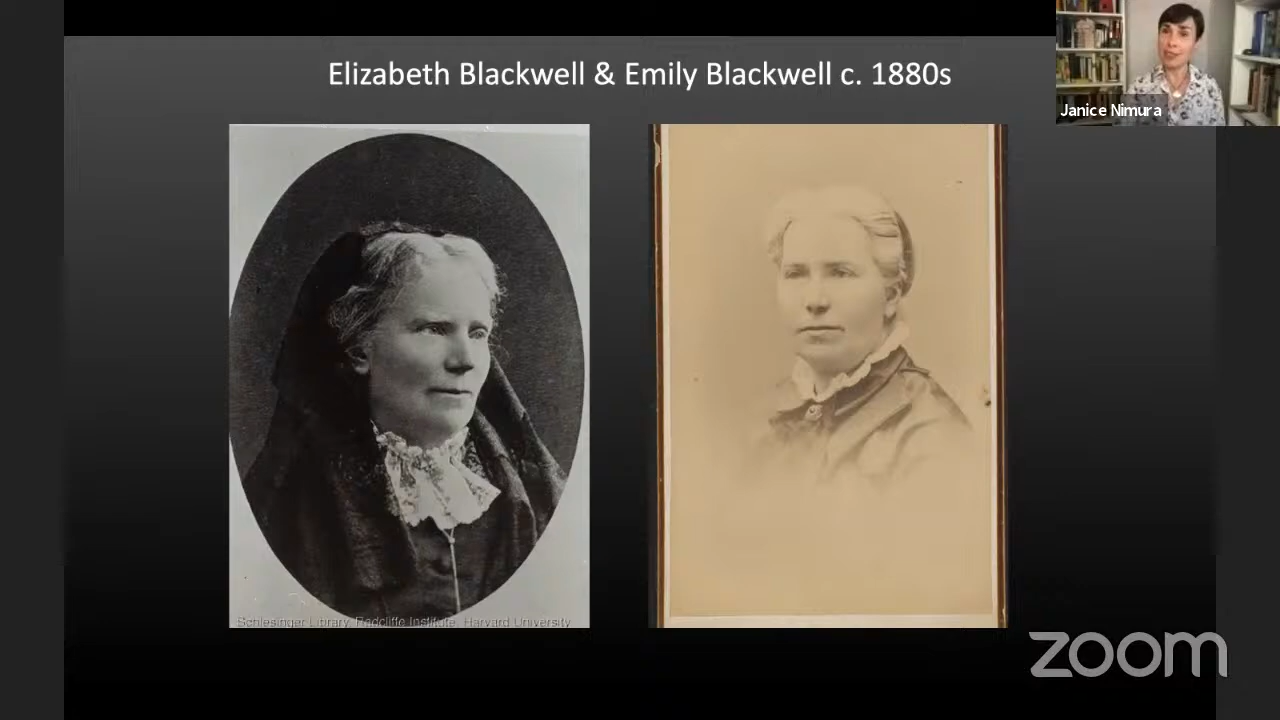 Elizabeth Blackwell & Emily Blackwell c. 1880s
Janice Nimura
Schlesinger Library, Radcliffe Institute, Harvard University
zoom